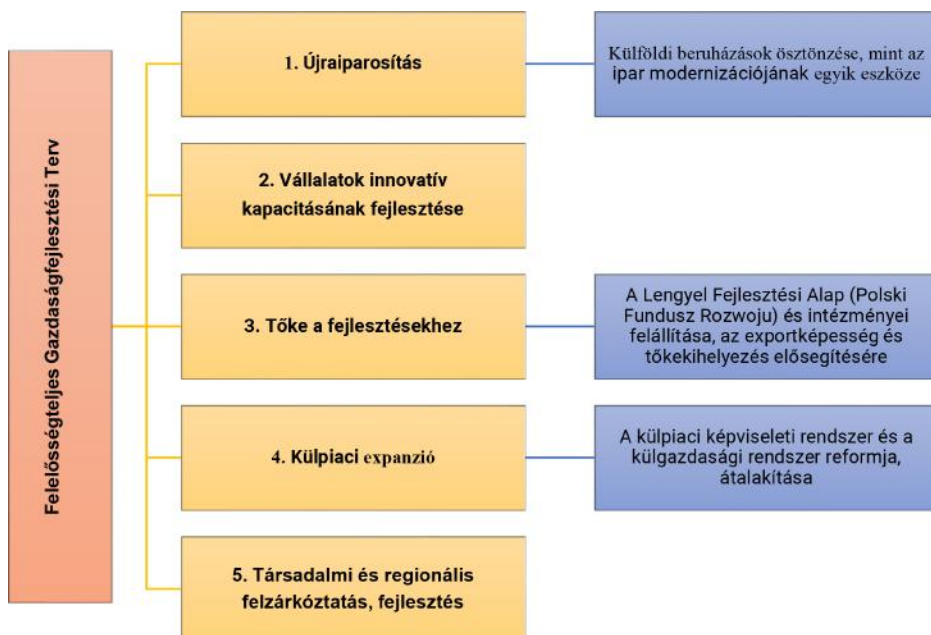 Felelősségteljes Gazdaságfejlesztési Terv
1. Újraiparosítás
Külföldi beruházások ösztönzése, mint az
ipar modernizációjának egyik eszköze
2. Vállalatok innovatív
kapacitásának fejlesztése
3. Tőke a fejlesztésekhez
A Lengyel Fejlesztési Alap (Polski
Fundusz Rozwoju) és intézményei
felállítása, az exportképesség és
tőkekihelyezés elősegítésére
4. Külpiaci expanzió
A külpiaci képviseleti rendszer és a
külgazdasági rendszer reformja,
átalakítása
5. Társadalmi és regionális
felzárkóztatás, fejlesztés